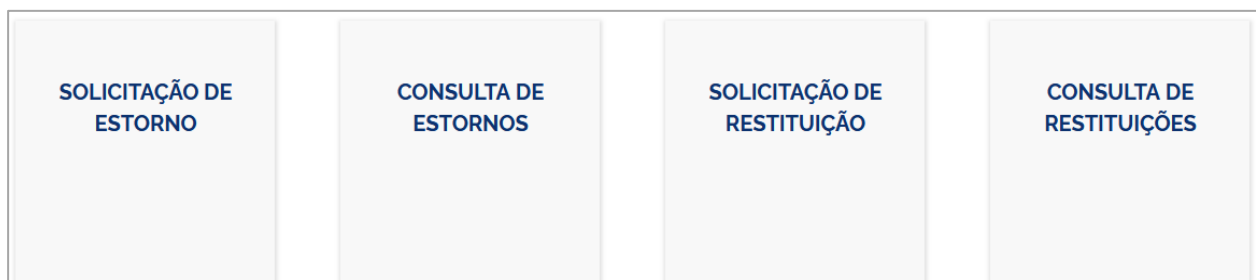 SOLICITAÇÃO DE
ESTORNO
CONSULTA DE
ESTORNOS
SOLICITAÇÃO DE
RESTITUIÇÃO
CONSULTA DE
RESTITUIÇÕES